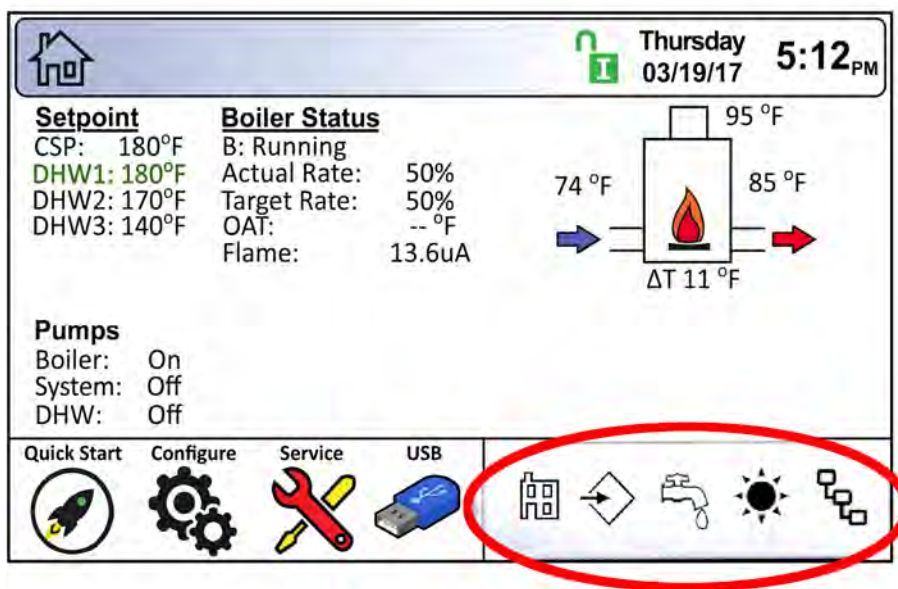 Thursday
03/19/17
5:12PM
Setpoint
CSP: 180°F
DHW1: 180°F
DHW2: 170°F
DHW3: 140°F
Boiler Status
B: Running
Actual Rate: 50%
Target Rate: 50%
OAT: -- °F
Flame: 13.6uA
95 °F
74 °F
85 °F
ΔT 11 °F
Pumps
Boiler: On
System: Off
DHW: Off
Quick Start
Configure
Service
USB